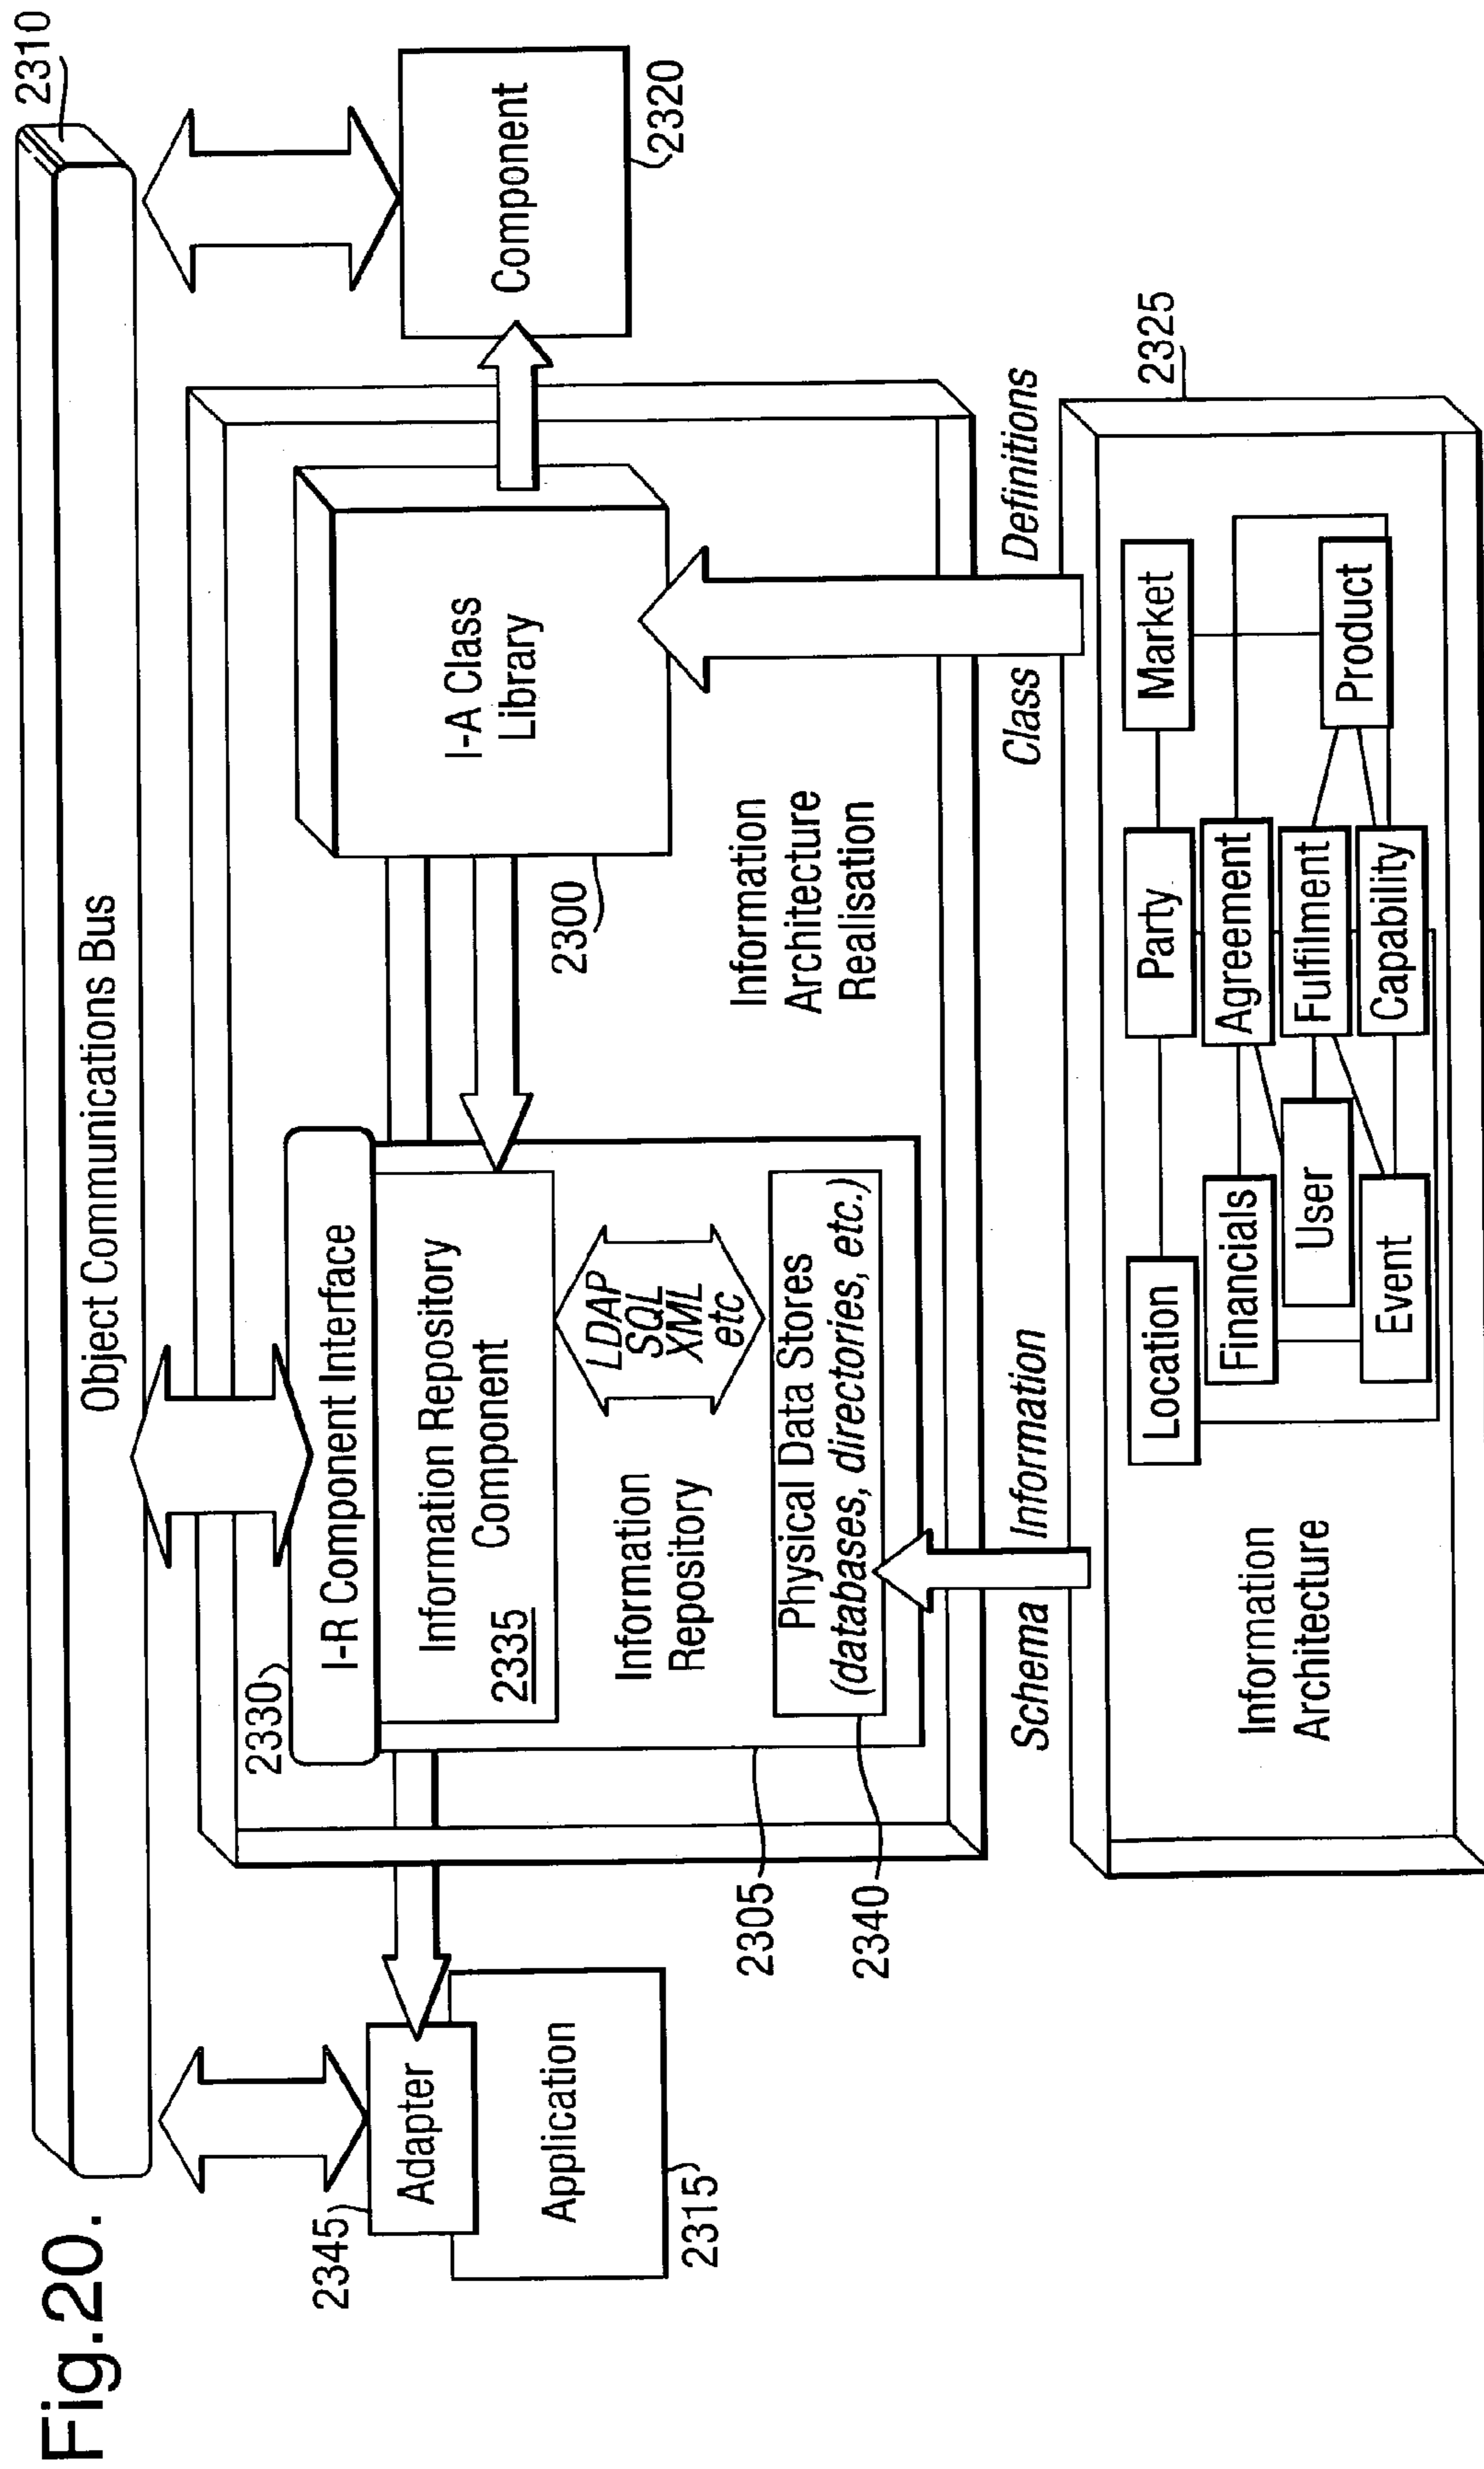 Fig.20.
Object Communications Bus
2310
2345
Adapter
Application
2315
2330
I-R Component Interface
Information Repository
Component
2335
LDAP
SQL
XML
etc
Information
Repository
Physical Data Stores
(databases, directories, etc.)
2305
2340
I-A Class
Library
2300
Information
Architecture
Realisation
Component
2320
Schema Information
Class Definitions
2325
Information
Architecture
Location
Party
Market
Financials
Agreement
User
Fulfilment
Product
Event
Capability